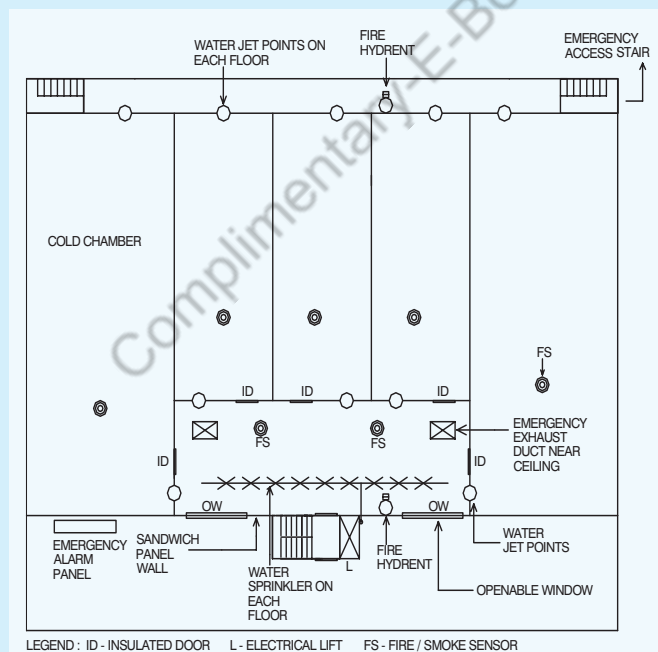 WATER JET POINTS ON
EACH FLOOR
FIRE
HYDRENT
EMERGENCY
ACCESS STAIR
COLD CHAMBER
FS
ID
ID
ID
FS
FS
EMERGENCY
EXHAUST
DUCT NEAR
CEILING
ID
ID
OW
OW
EMERGENCY
ALARM
PANEL
SANDWICH
PANEL
WALL
WATER
SPRINKLER ON
EACH
FLOOR
L
FIRE
HYDRENT
WATER
JET POINTS
OPENABLE WINDOW
LEGEND : ID - INSULATED DOOR L - ELECTRICAL LIFT FS - FIRE / SMOKE SENSOR
Complimentary-E-Bo